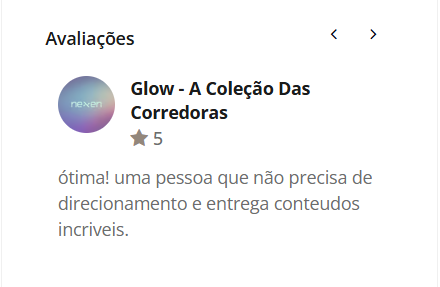 Avaliações
nexen
Glow - A Coleção Das
Corredoras
5
ótima! uma pessoa que não precisa de
direcionamento e entrega conteudos
incriveis.